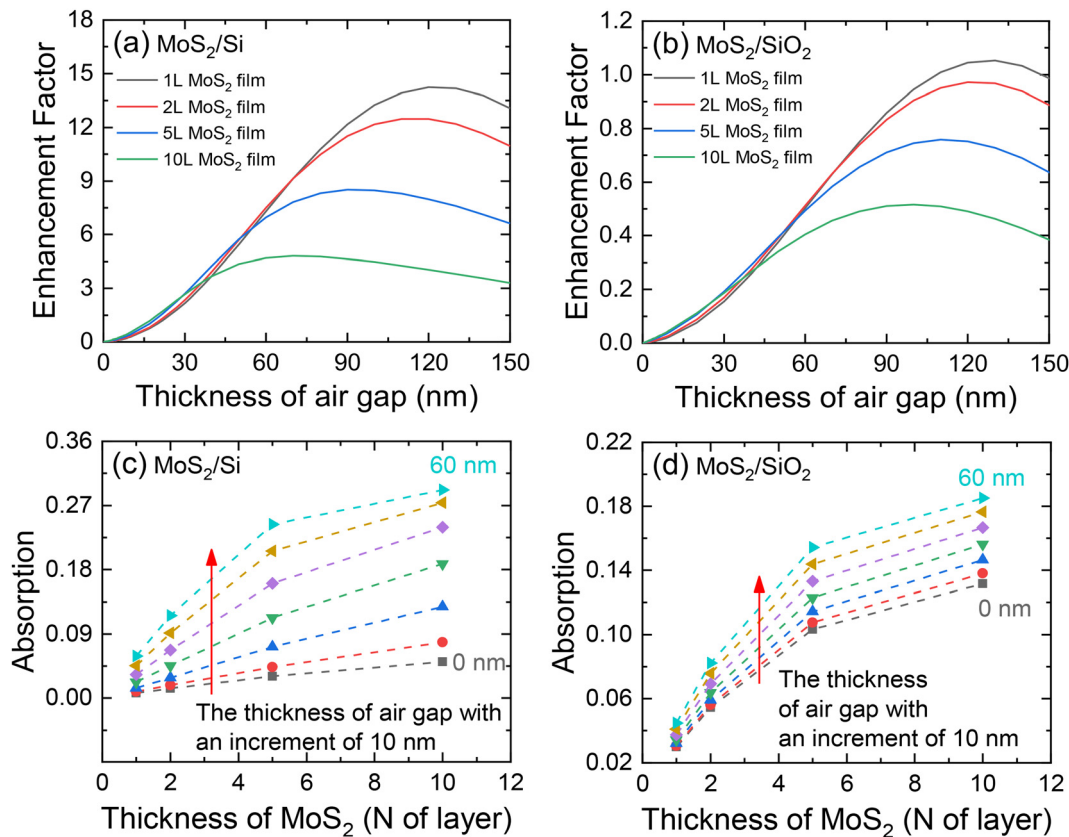 (a) MoS₂/Si
1L MoS₂ film
2L MoS₂ film
5L MoS₂ film
10L MoS₂ film
Enhancement Factor
18
15
12
9
6
3
0
0 30 60 90 120 150
Thickness of air gap (nm)
(b) MoS₂/SiO₂
1L MoS₂ film
2L MoS₂ film
5L MoS₂ film
10L MoS₂ film
Enhancement Factor
1.2
1.0
0.8
0.6
0.4
0.2
0.0
0 30 60 90 120 150
Thickness of air gap (nm)
(c) MoS₂/Si
60 nm
0 nm
The thickness of air gap with
an increment of 10 nm
Absorption
0.36
0.27
0.18
0.09
0.00
0 2 4 6 8 10 12
Thickness of MoS₂ (N of layer)
(d) MoS₂/SiO₂
60 nm
0 nm
The thickness
of air gap with
an increment of 10 nm
Absorption
0.22
0.18
0.14
0.10
0.06
0.02
0 2 4 6 8 10 12
Thickness of MoS₂ (N of layer)